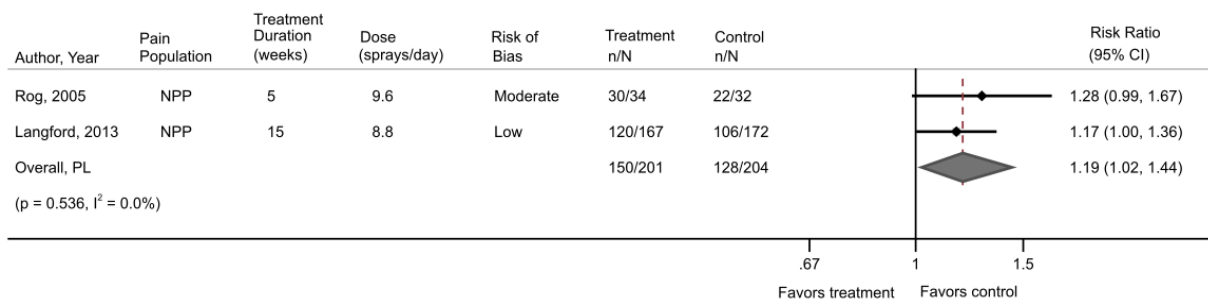 Author, Year Pain Population Treatment Duration (weeks) Dose (sprays/day) Risk of Bias Treatment n/N Control n/N Risk Ratio (95% CI)
Rog, 2005 NPP 5 9.6 Moderate 30/34 22/32 1.28 (0.99, 1.67)
Langford, 2013 NPP 15 8.8 Low 120/167 106/172 1.17 (1.00, 1.36)
Overall, PL 150/201 128/204 1.19 (1.02, 1.44)
(p = 0.536, I² = 0.0%)
.67 1 1.5
Favors treatment Favors control